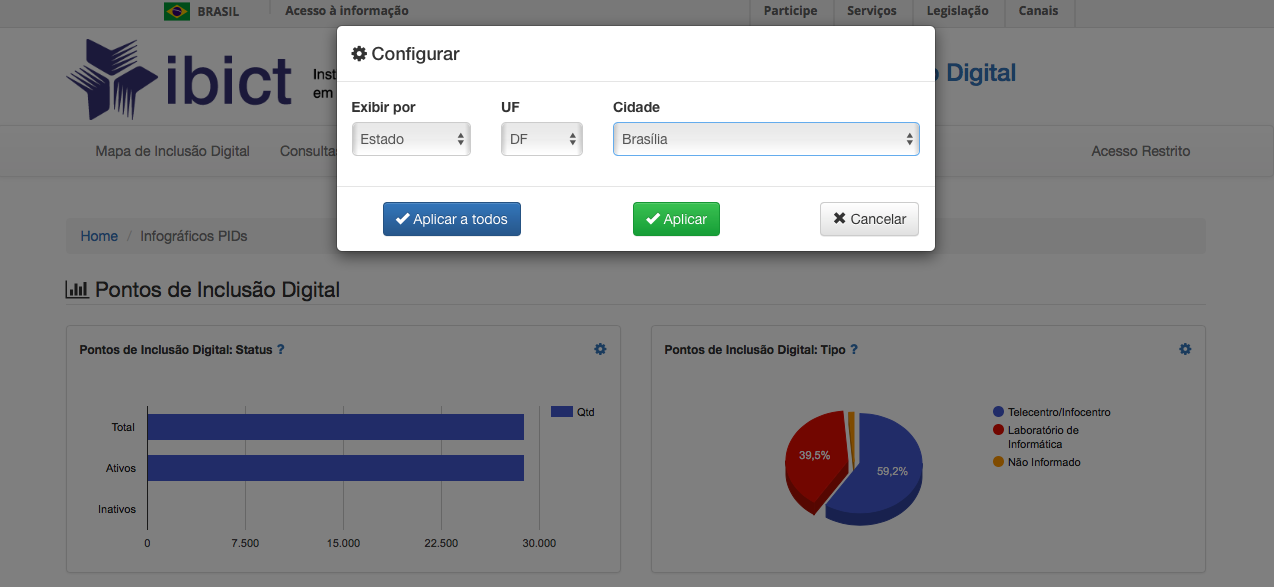 BRASIL
Acesso à informação
Participe
Serviços
Legislação
Canais
ibict
Inst
em
Digital
Configurar
Exibir por
UF
Cidade
Estado
DF
Brasília
Aplicar a todos
Aplicar
Cancelar
Mapa de Inclusão Digital
Consulta
Acesso Restrito
Home / Infográficos PIDs
Pontos de Inclusão Digital
Pontos de Inclusão Digital: Status ?
Qtd
Total
Ativos
Inativos
0
7.500
15.000
22.500
30.000
Pontos de Inclusão Digital: Tipo ?
39,5%
59,2%
Telecentro/Infocentro
Laboratório de
Informática
Não Informado